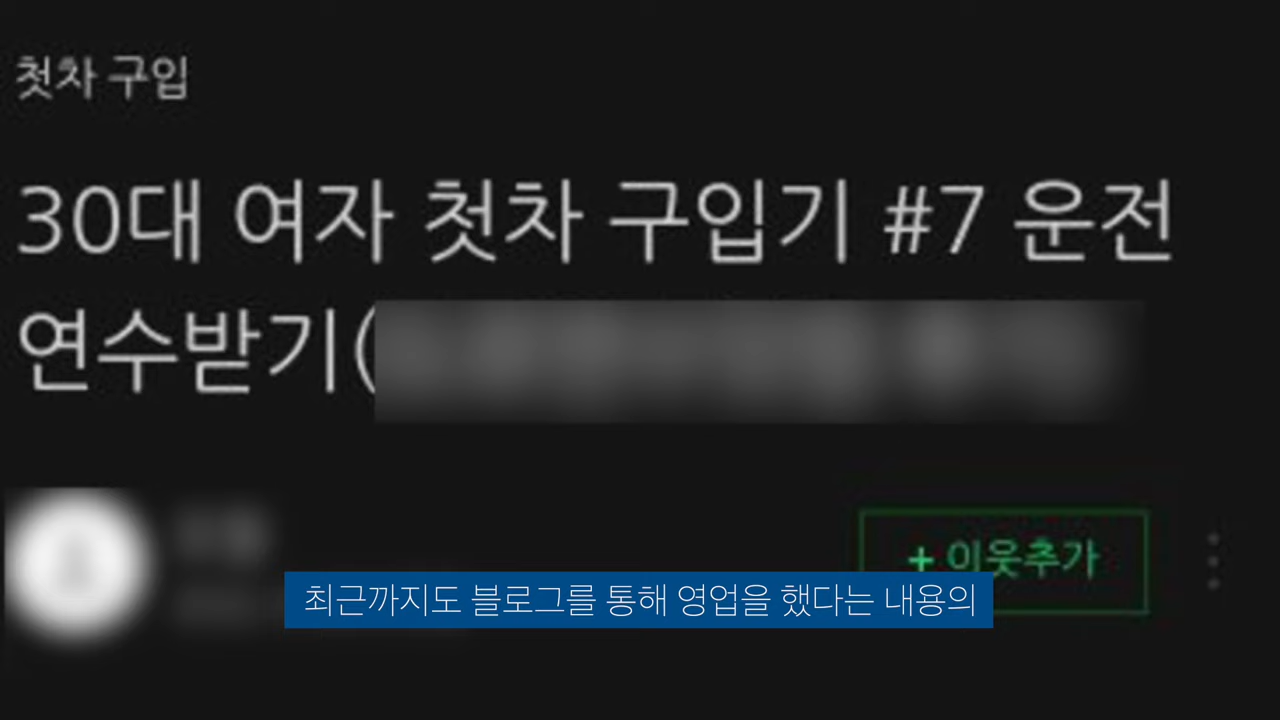 첫차 구입
30대 여자 첫차 구입기 #7 운전
연수받기(
+ 이웃추가
최근까지도 블로그를 통해 영업을 했다는 내용의